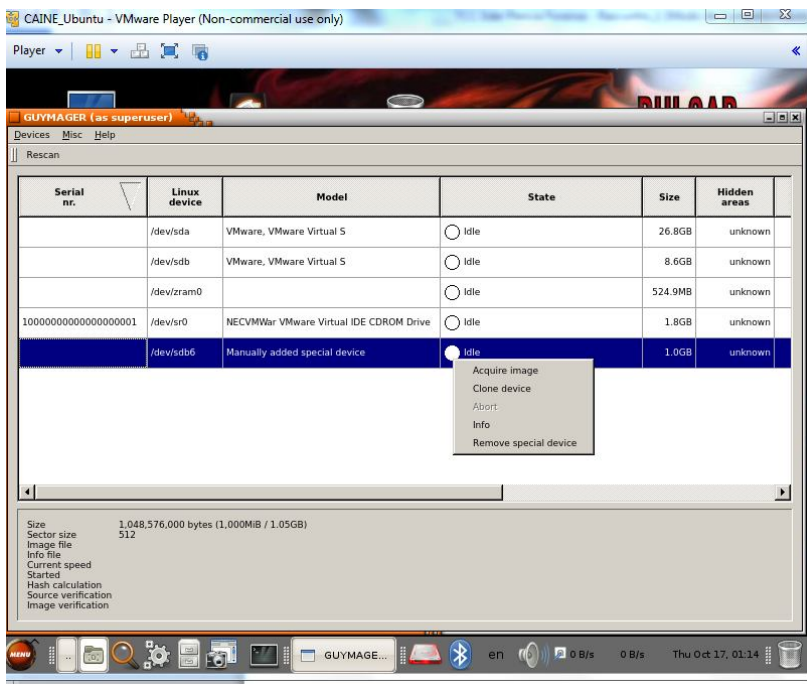 CAINE_Ubuntu - VMware Player (Non-commercial use only)
Player
GUYMAGER (as superuser)
Devices Misc Help
Rescan
Serial nr. Linux device Model State Size Hidden areas
/dev/sda VMware, VMware Virtual S Idle 26.8GB unknown
/dev/sdb VMware, VMware Virtual S Idle 8.6GB unknown
/dev/zram0 Idle 524.9MB unknown
10000000000000000001 /dev/sr0 NECVMWar VMware Virtual IDE CDROM Drive Idle 1.8GB unknown
/dev/sdb6 Manually added special device Idle 1.0GB unknown
Acquire image
Clone device
Abort
Info
Remove special device
Size 1,048,576,000 bytes (1,000MiB / 1.05GB)
Sector size 512
Image file
Info file
Current speed
Started
Hash calculation
Source verification
Image verification
MENU .. GUYMAGE... en 0 B/s 0 B/s Thu Oct 17, 01:14